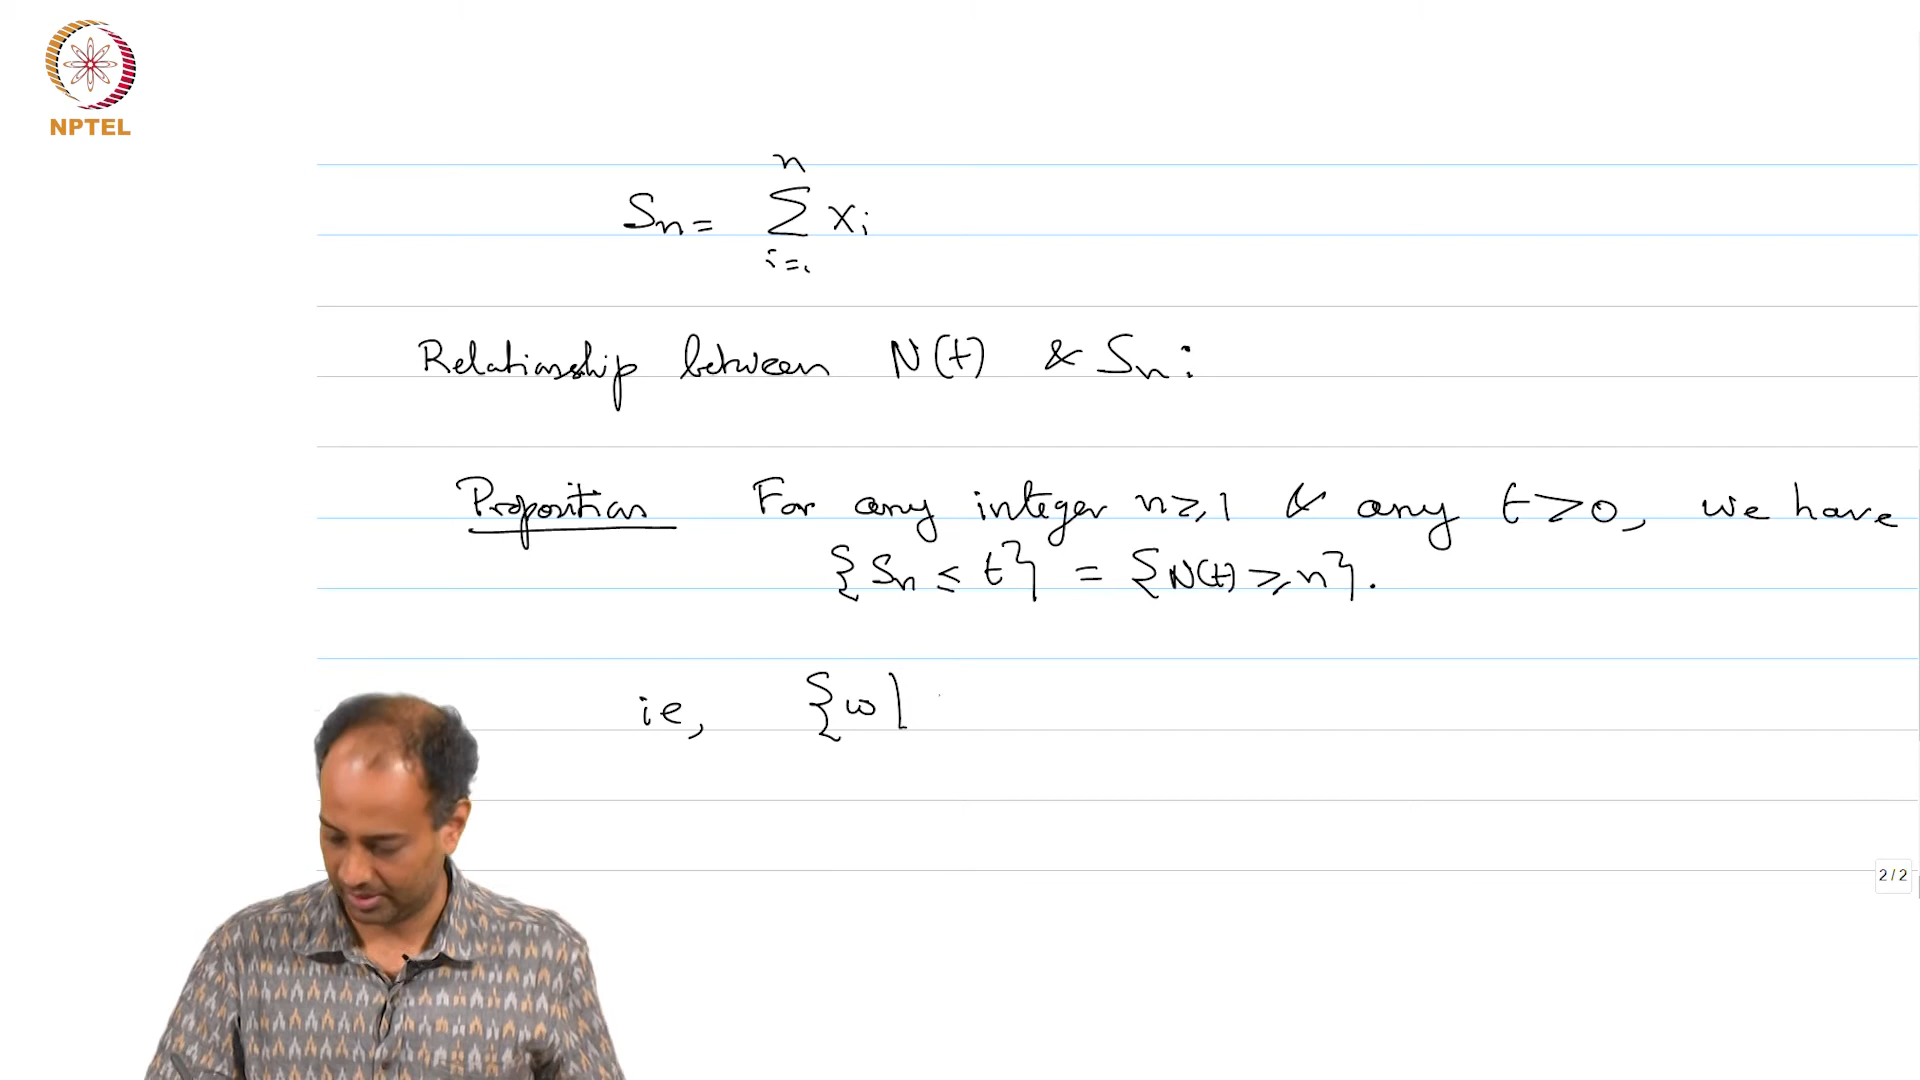 NPTEL
n
Sn = Σ Xi
i=1
Relationship between N(t) & Sn:
Proposition For any integer n≥1 & any t>0, we have
{Sn ≤ t} = {N(t) ≥ n}.
ie, {ω|
2 / 2